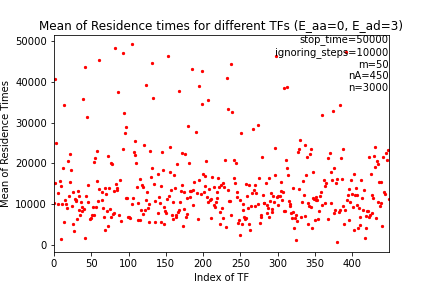 Mean of Residence times for different TFs (E_aa=0, E_ad=3)
stop_time=50000
ignoring_steps=10000
m=50
nA=450
n=3000
Mean of Residence Times
50000
40000
30000
20000
10000
0
0 50 100 150 200 250 300 350 400
Index of TF